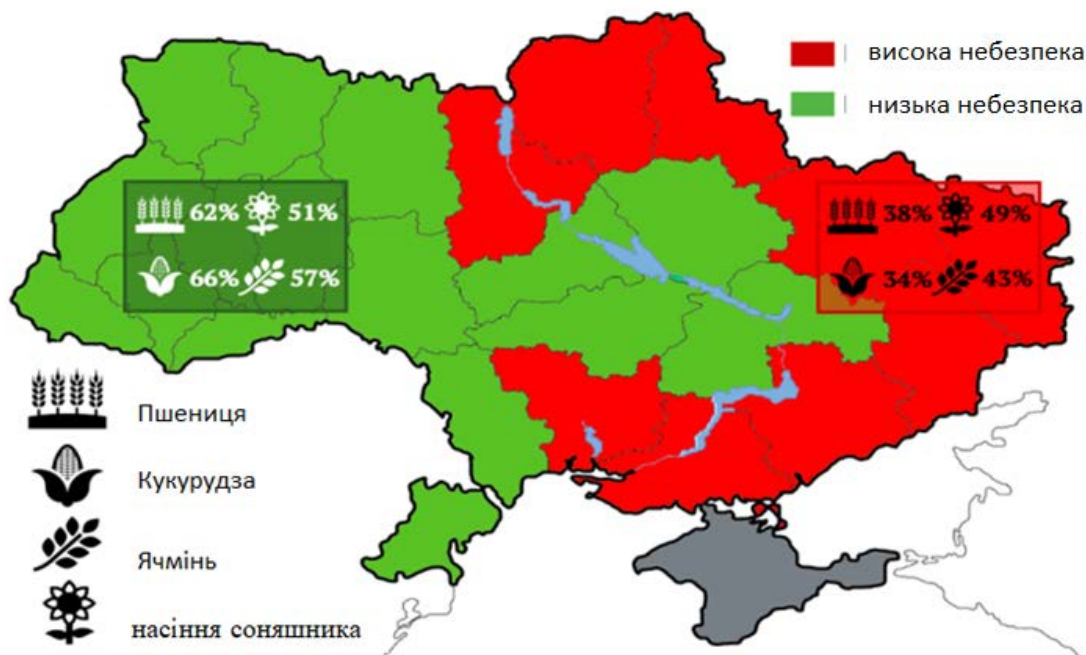 висока небезпека
низька небезпека
62% 51%
66% 57%
38% 49%
34% 43%
Пшениця
Кукурудза
Ячмінь
насіння соняшника